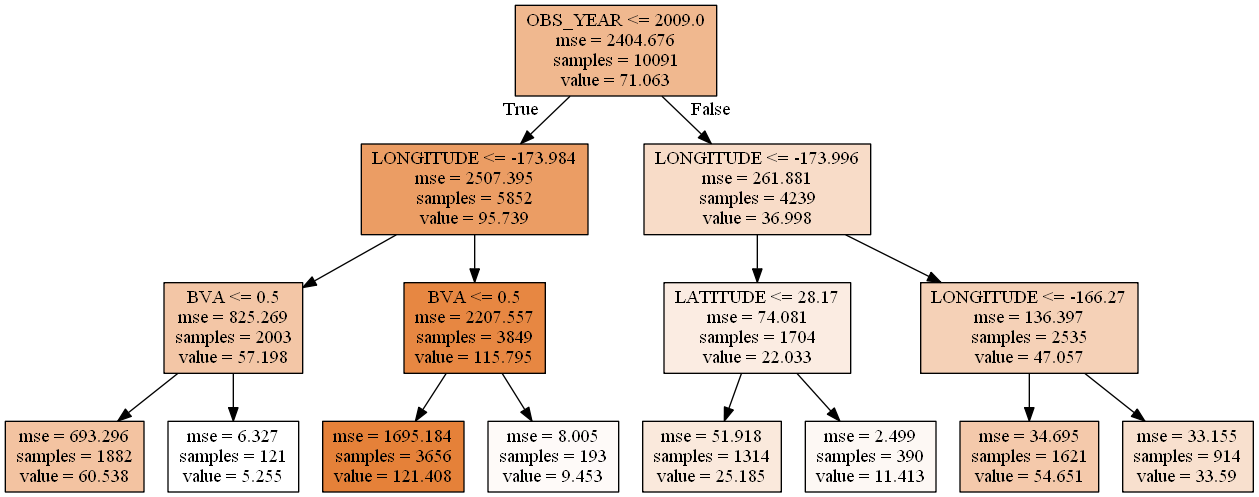 OBS_YEAR <= 2009.0
mse = 2404.676
samples = 10091
value = 71.063
True
False
LONGITUDE <= -173.984
mse = 2507.395
samples = 5852
value = 95.739
LONGITUDE <= -173.996
mse = 261.881
samples = 4239
value = 36.998
BVA <= 0.5
mse = 825.269
samples = 2003
value = 57.198
BVA <= 0.5
mse = 2207.557
samples = 3849
value = 115.795
LATITUDE <= 28.17
mse = 74.081
samples = 1704
value = 22.033
LONGITUDE <= -166.27
mse = 136.397
samples = 2535
value = 47.057
mse = 693.296
samples = 1882
value = 60.538
mse = 6.327
samples = 121
value = 5.255
mse = 1695.184
samples = 3656
value = 121.408
mse = 8.005
samples = 193
value = 9.453
mse = 51.918
samples = 1314
value = 25.185
mse = 2.499
samples = 390
value = 11.413
mse = 34.695
samples = 1621
value = 54.651
mse = 33.155
samples = 914
value = 33.59